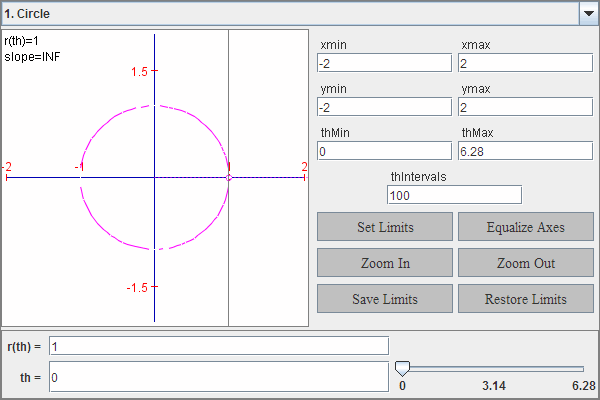 1. Circle
r(th)=1
slope=INF
1.5
-2
-1
2
-1.5
xmin
xmax
-2
2
ymin
ymax
-2
2
thMin
thMax
0
6.28
thIntervals
100
Set Limits
Equalize Axes
Zoom In
Zoom Out
Save Limits
Restore Limits
r(th) =
1
th =
0
0
3.14
6.28